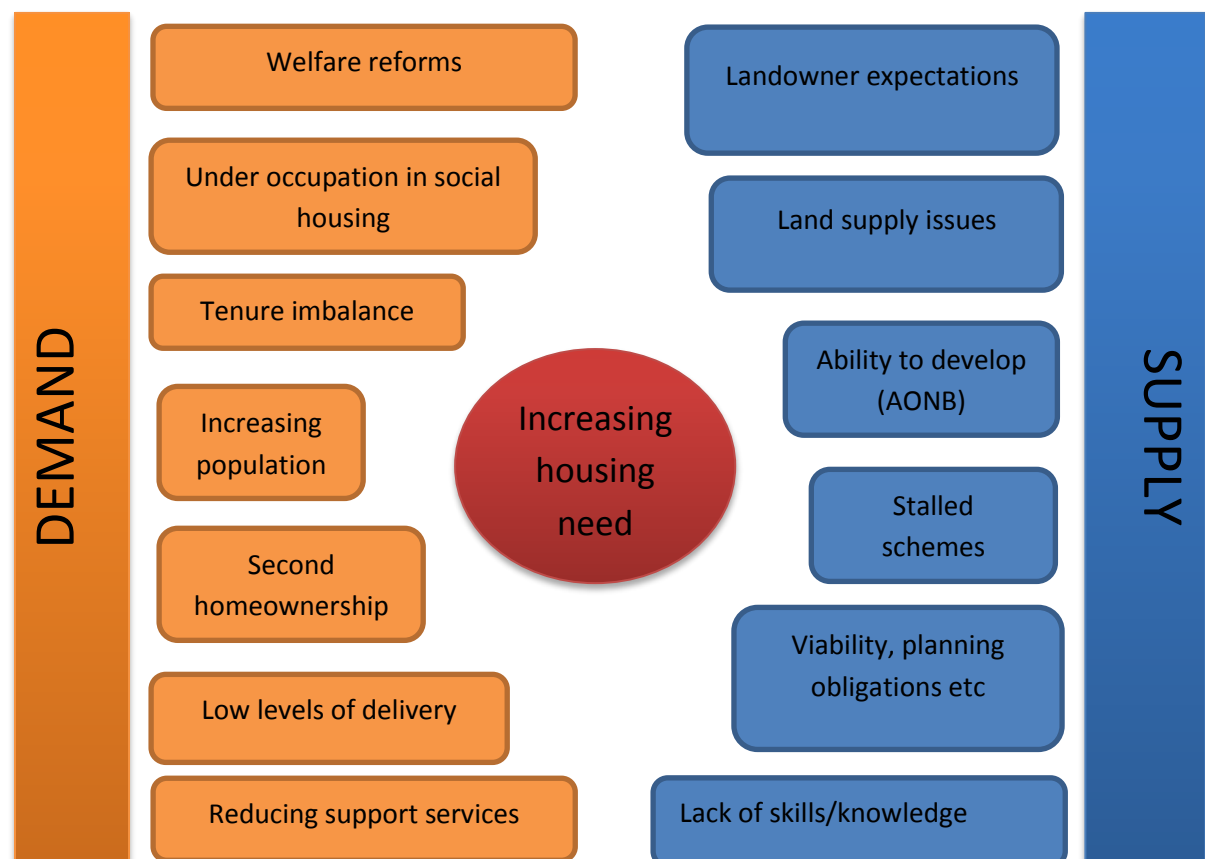 DEMAND
Welfare reforms
Under occupation in social
housing
Tenure imbalance
Increasing
population
Second
homeownership
Low levels of delivery
Reducing support services
Increasing
housing
need
Landowner expectations
Land supply issues
Ability to develop
(AONB)
Stalled
schemes
Viability, planning
obligations etc
Lack of skills/knowledge
SUPPLY